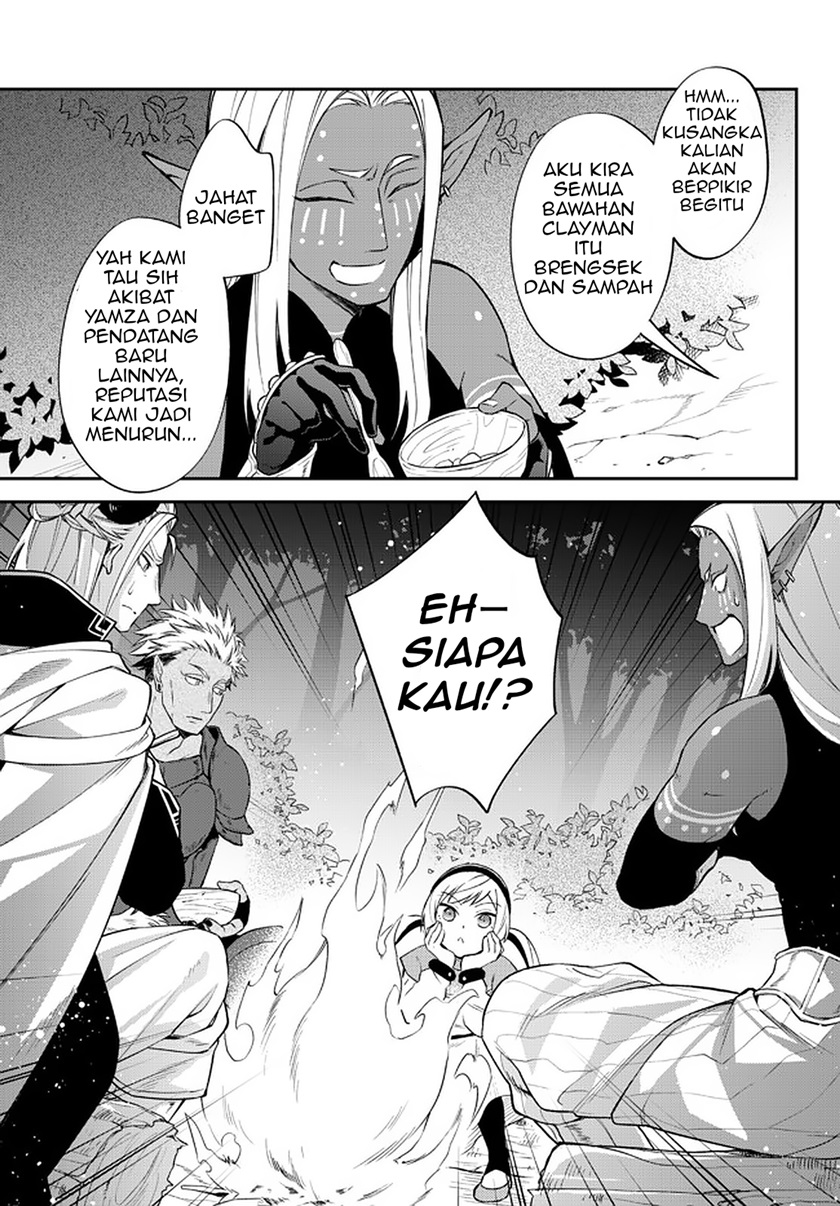 HMM...
TIDAK
KUSANGKA
KALIAN
AKAN
BERPIKIR
BEGITU
AKU KIRA
SEMUA
BAWAHAN
CLAYMAN
ITU
BRENGSEK
DAN SAMPAH
JAHAT
BANGET
YAH KAMI
TAU SIH
AKIBAT
YAMZA DAN
PENDATANG
BARU
LAINNYA,
REPUTASI
KAMI JADI
MENURUN...
EH—
SIAPA
KAU!?